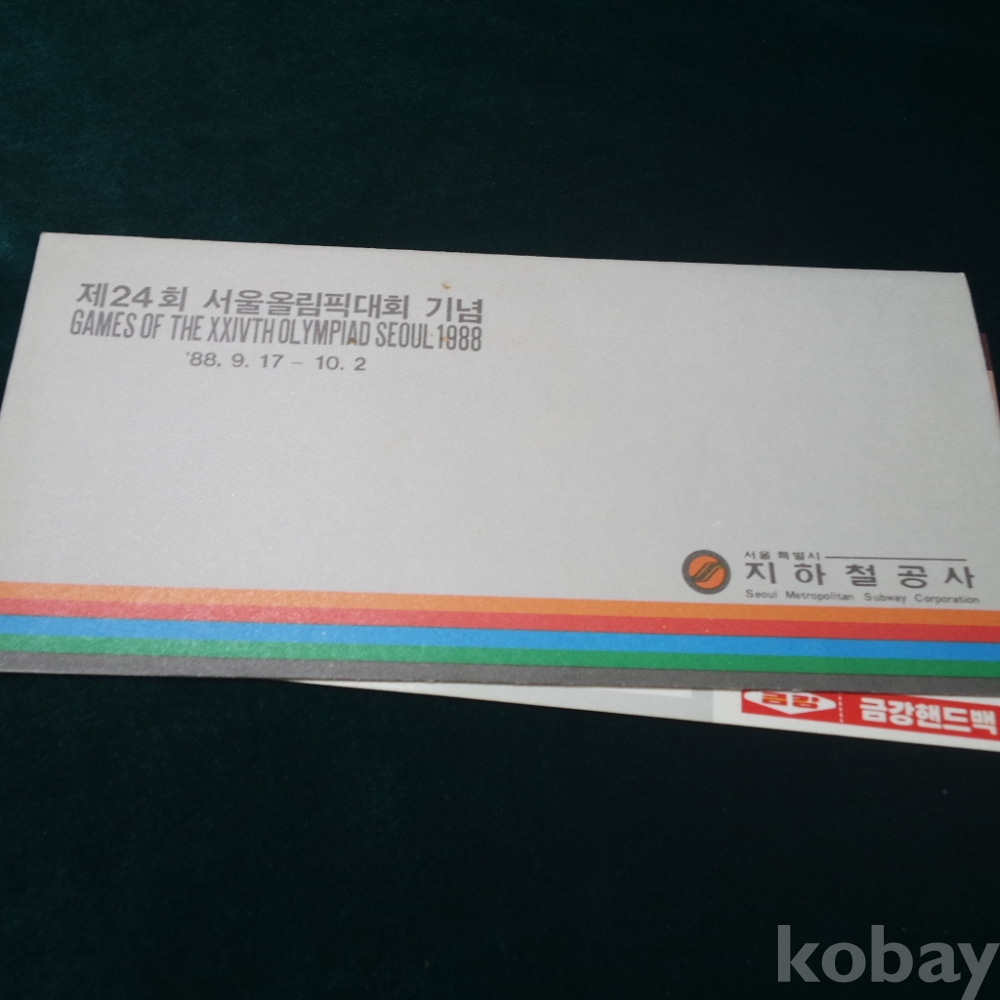 제24회 서울올림픽대회 기념
GAMES OF THE XXIVTH OLYMPIAD SEOUL 1988
'88. 9. 17 – 10. 2
서울특별시
지하철공사
Seoul Metropolitan Subway Corporation
금강
금강핸드백
kobay